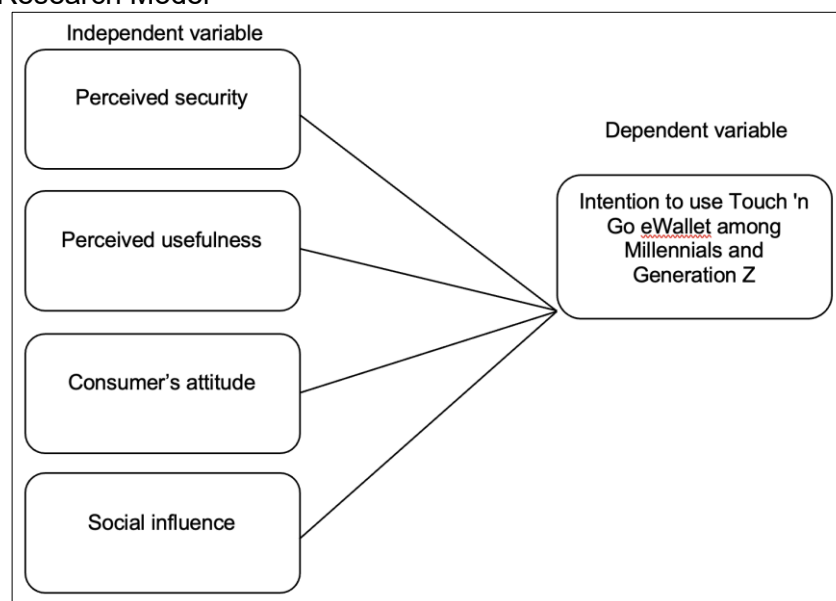 Research Model
Independent variable
Perceived security
Perceived usefulness
Consumer’s attitude
Social influence
Dependent variable
Intention to use Touch 'n
Go eWallet among
Millennials and
Generation Z